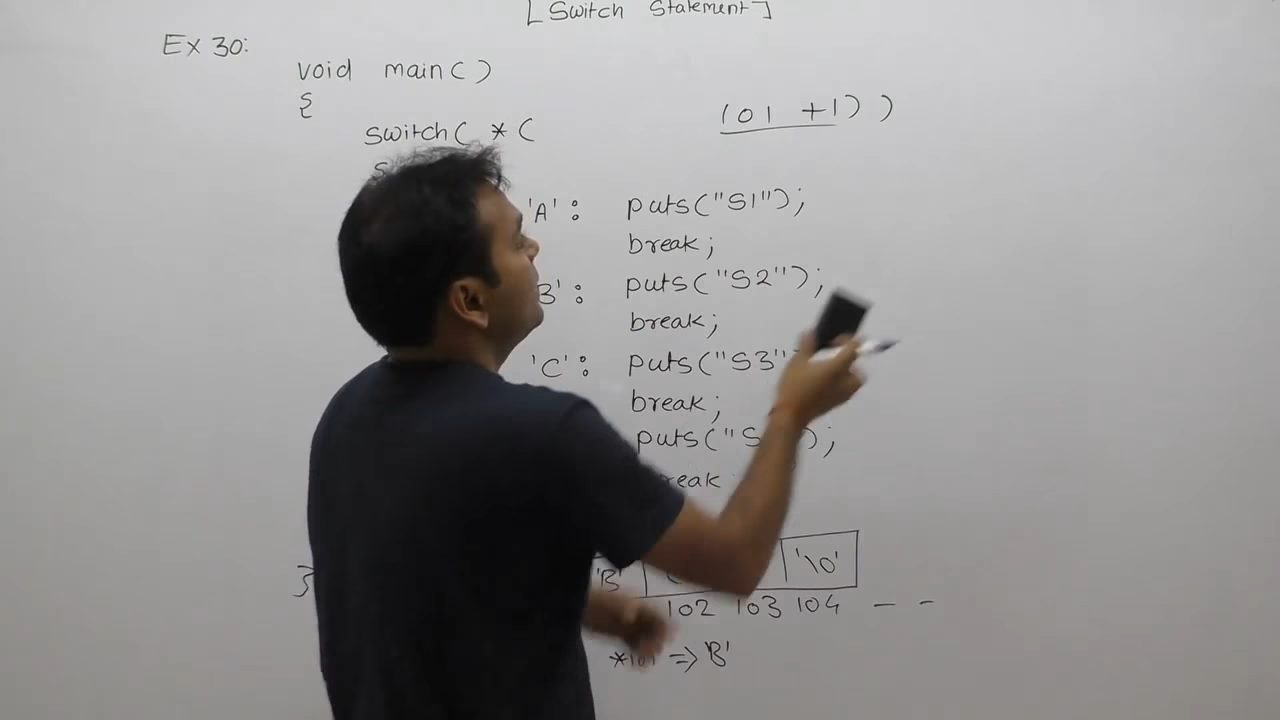 [ Switch Statement ]
Ex 30:
void main( )
{
switch( *( 101 +1) )
'A' : puts("S1");
break;
B' : puts("S2");
break;
'C' : puts("S3"
break;
puts("S );
break
'B' '\0'
}
102 103 104 – –
*101 => 'B'